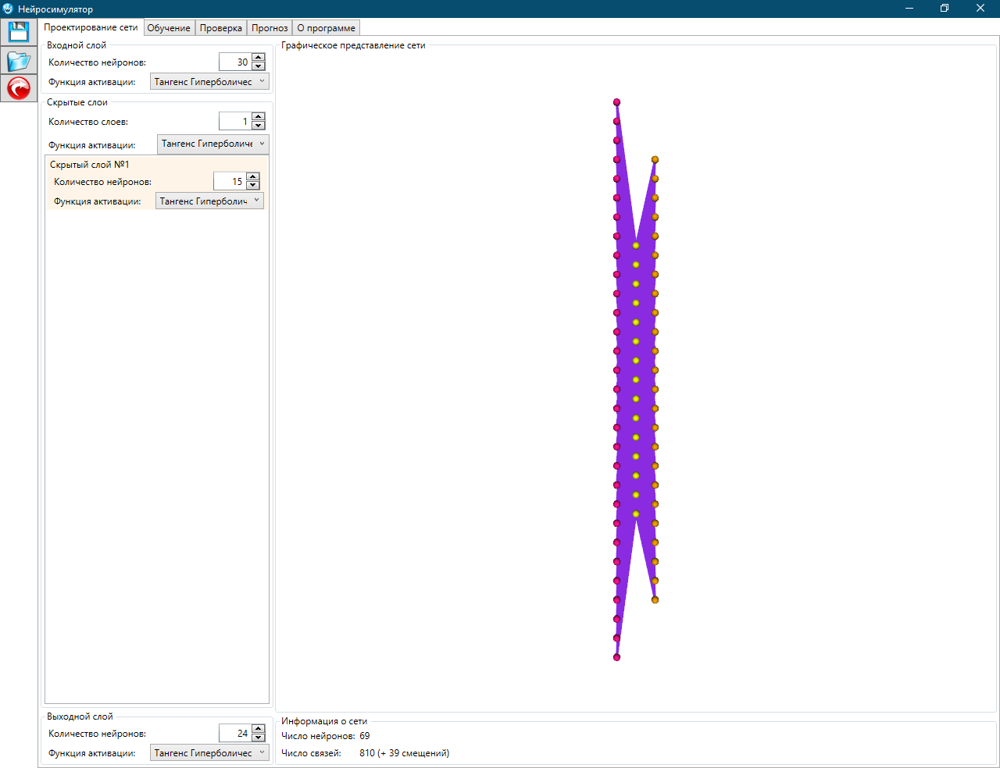 Нейросимулятор
Проектирование сети
Обучение
Проверка
Прогноз
О программе
Входной слой
Количество нейронов: 30
Функция активации: Тангенс Гиперболичес
Скрытые слои
Количество слоев: 1
Функция активации: Тангенс Гиперболиче
Скрытый слой №1
Количество нейронов: 15
Функция активации: Тангенс Гиперболич
Выходной слой
Количество нейронов: 24
Функция активации: Тангенс Гиперболичес
Графическое представление сети
Информация о сети
Число нейронов: 69
Число связей: 810 (+ 39 смещений)